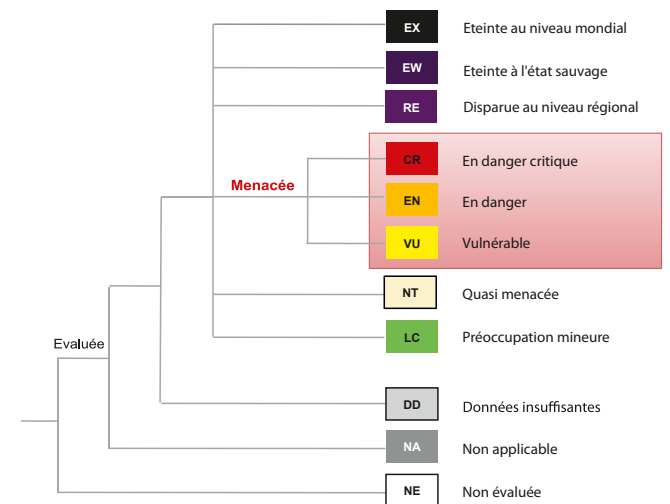 EX Eteinte au niveau mondial
EW Eteinte à l'état sauvage
RE Disparue au niveau régional
CR En danger critique
Menacée
EN En danger
VU Vulnérable
NT Quasi menacée
LC Préoccupation mineure
Evaluée
DD Données insuffisantes
NA Non applicable
NE Non évaluée